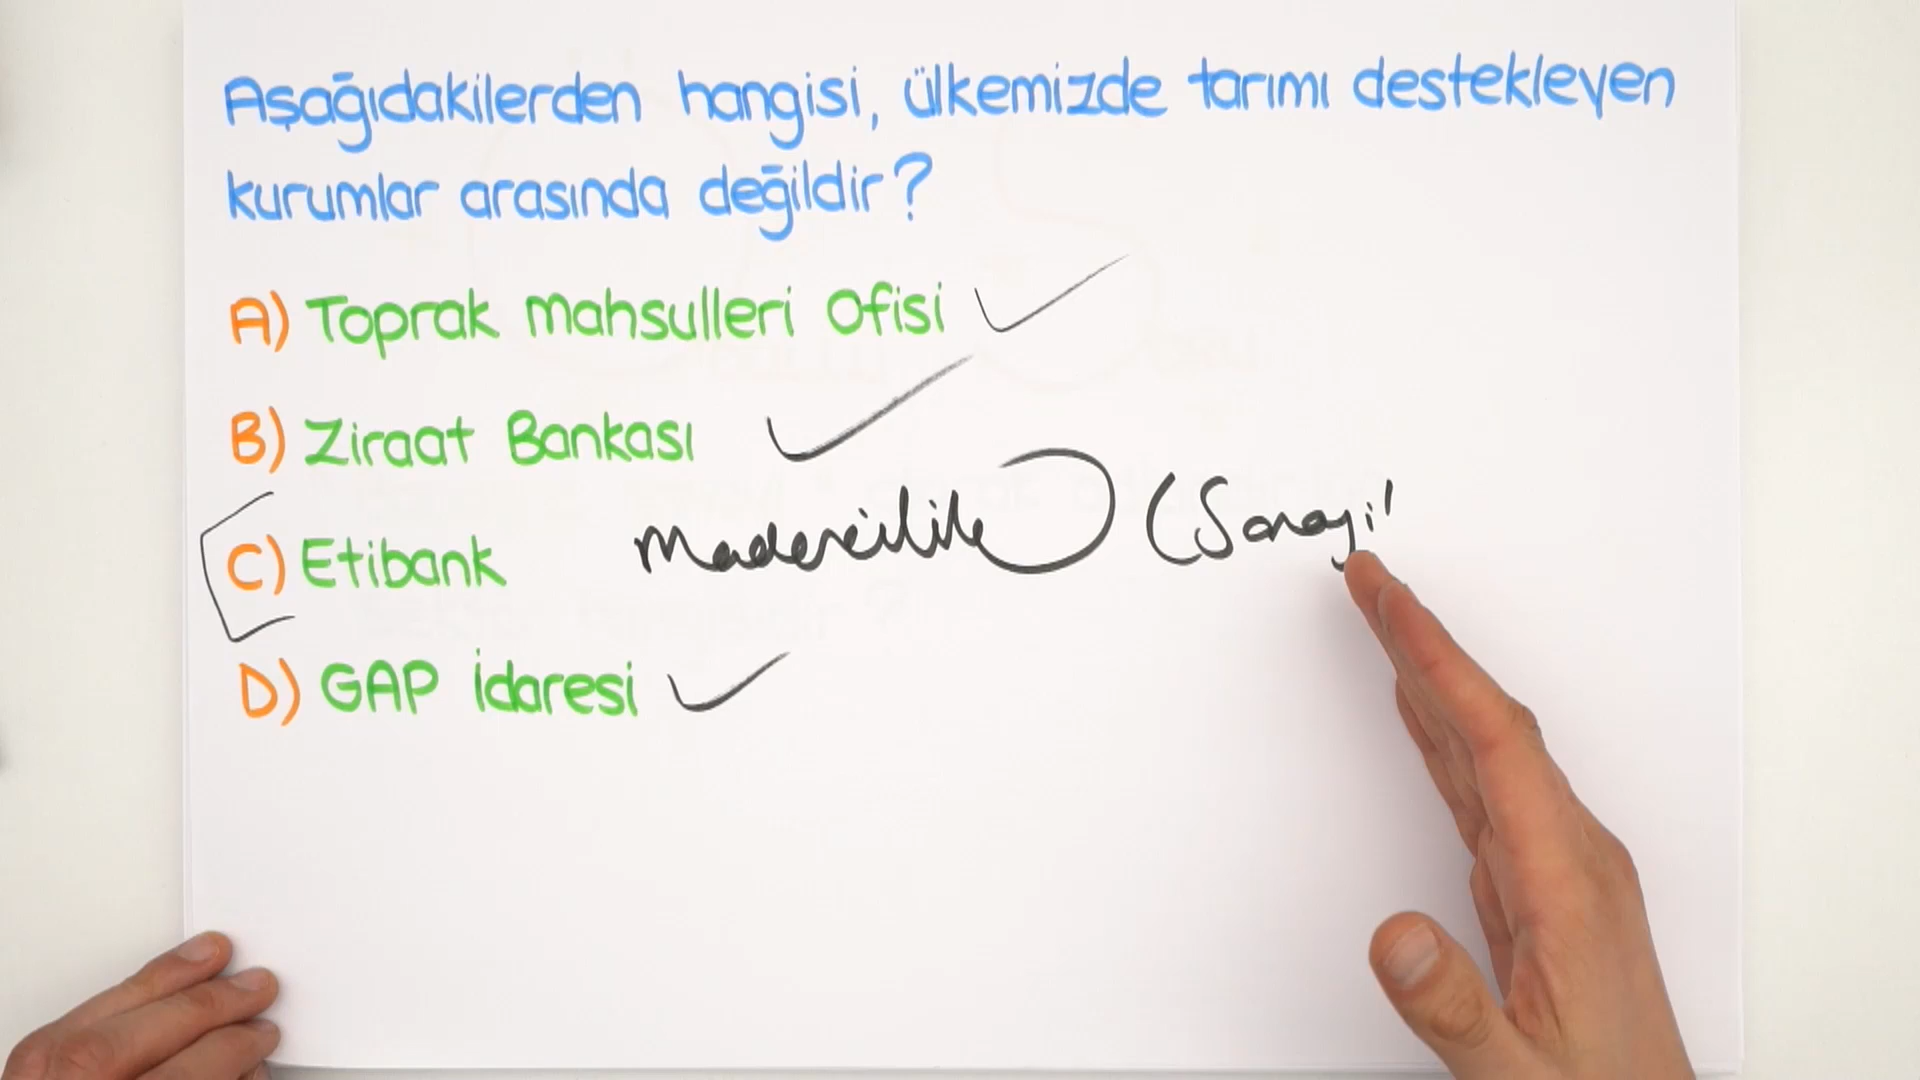 Aşağıdakilerden hangisi, ülkemizde tarımı destekleyen
kurumlar arasında değildir?
A) Toprak Mahsulleri Ofisi
B) Ziraat Bankası
C) Etibank madencilik (Sanayi
D) GAP İdaresi